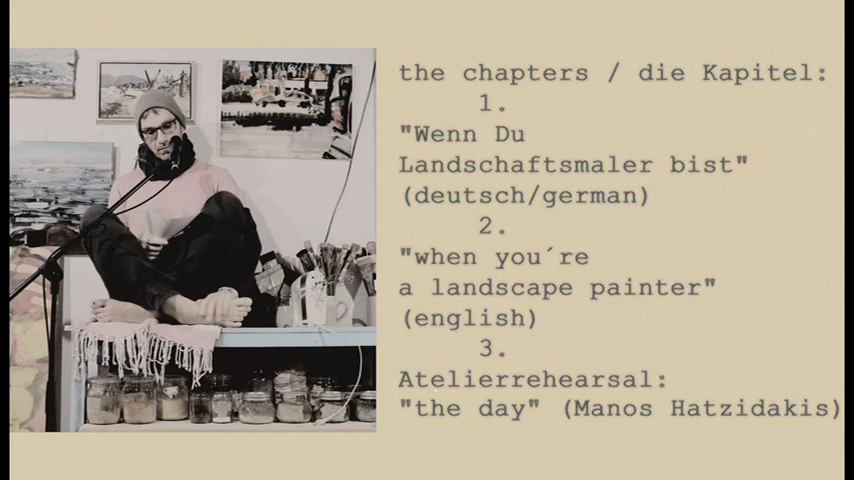 the chapters / die Kapitel:
1.
"Wenn Du
Landschaftsmaler bist"
(deutsch/german)
2.
"when you´re
a landscape painter"
(english)
3.
Atelierrehearsal:
"the day" (Manos Hatzidakis)